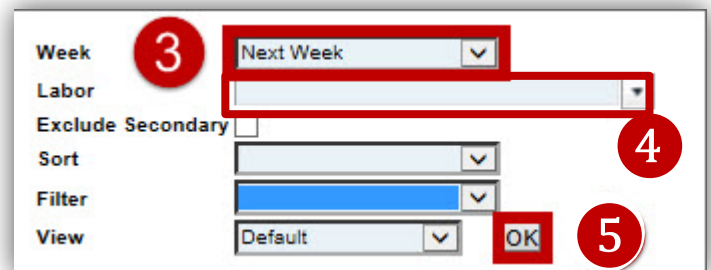 Week 3 Next Week
Labor
4
Exclude Secondary
Sort
Filter
View Default OK 5